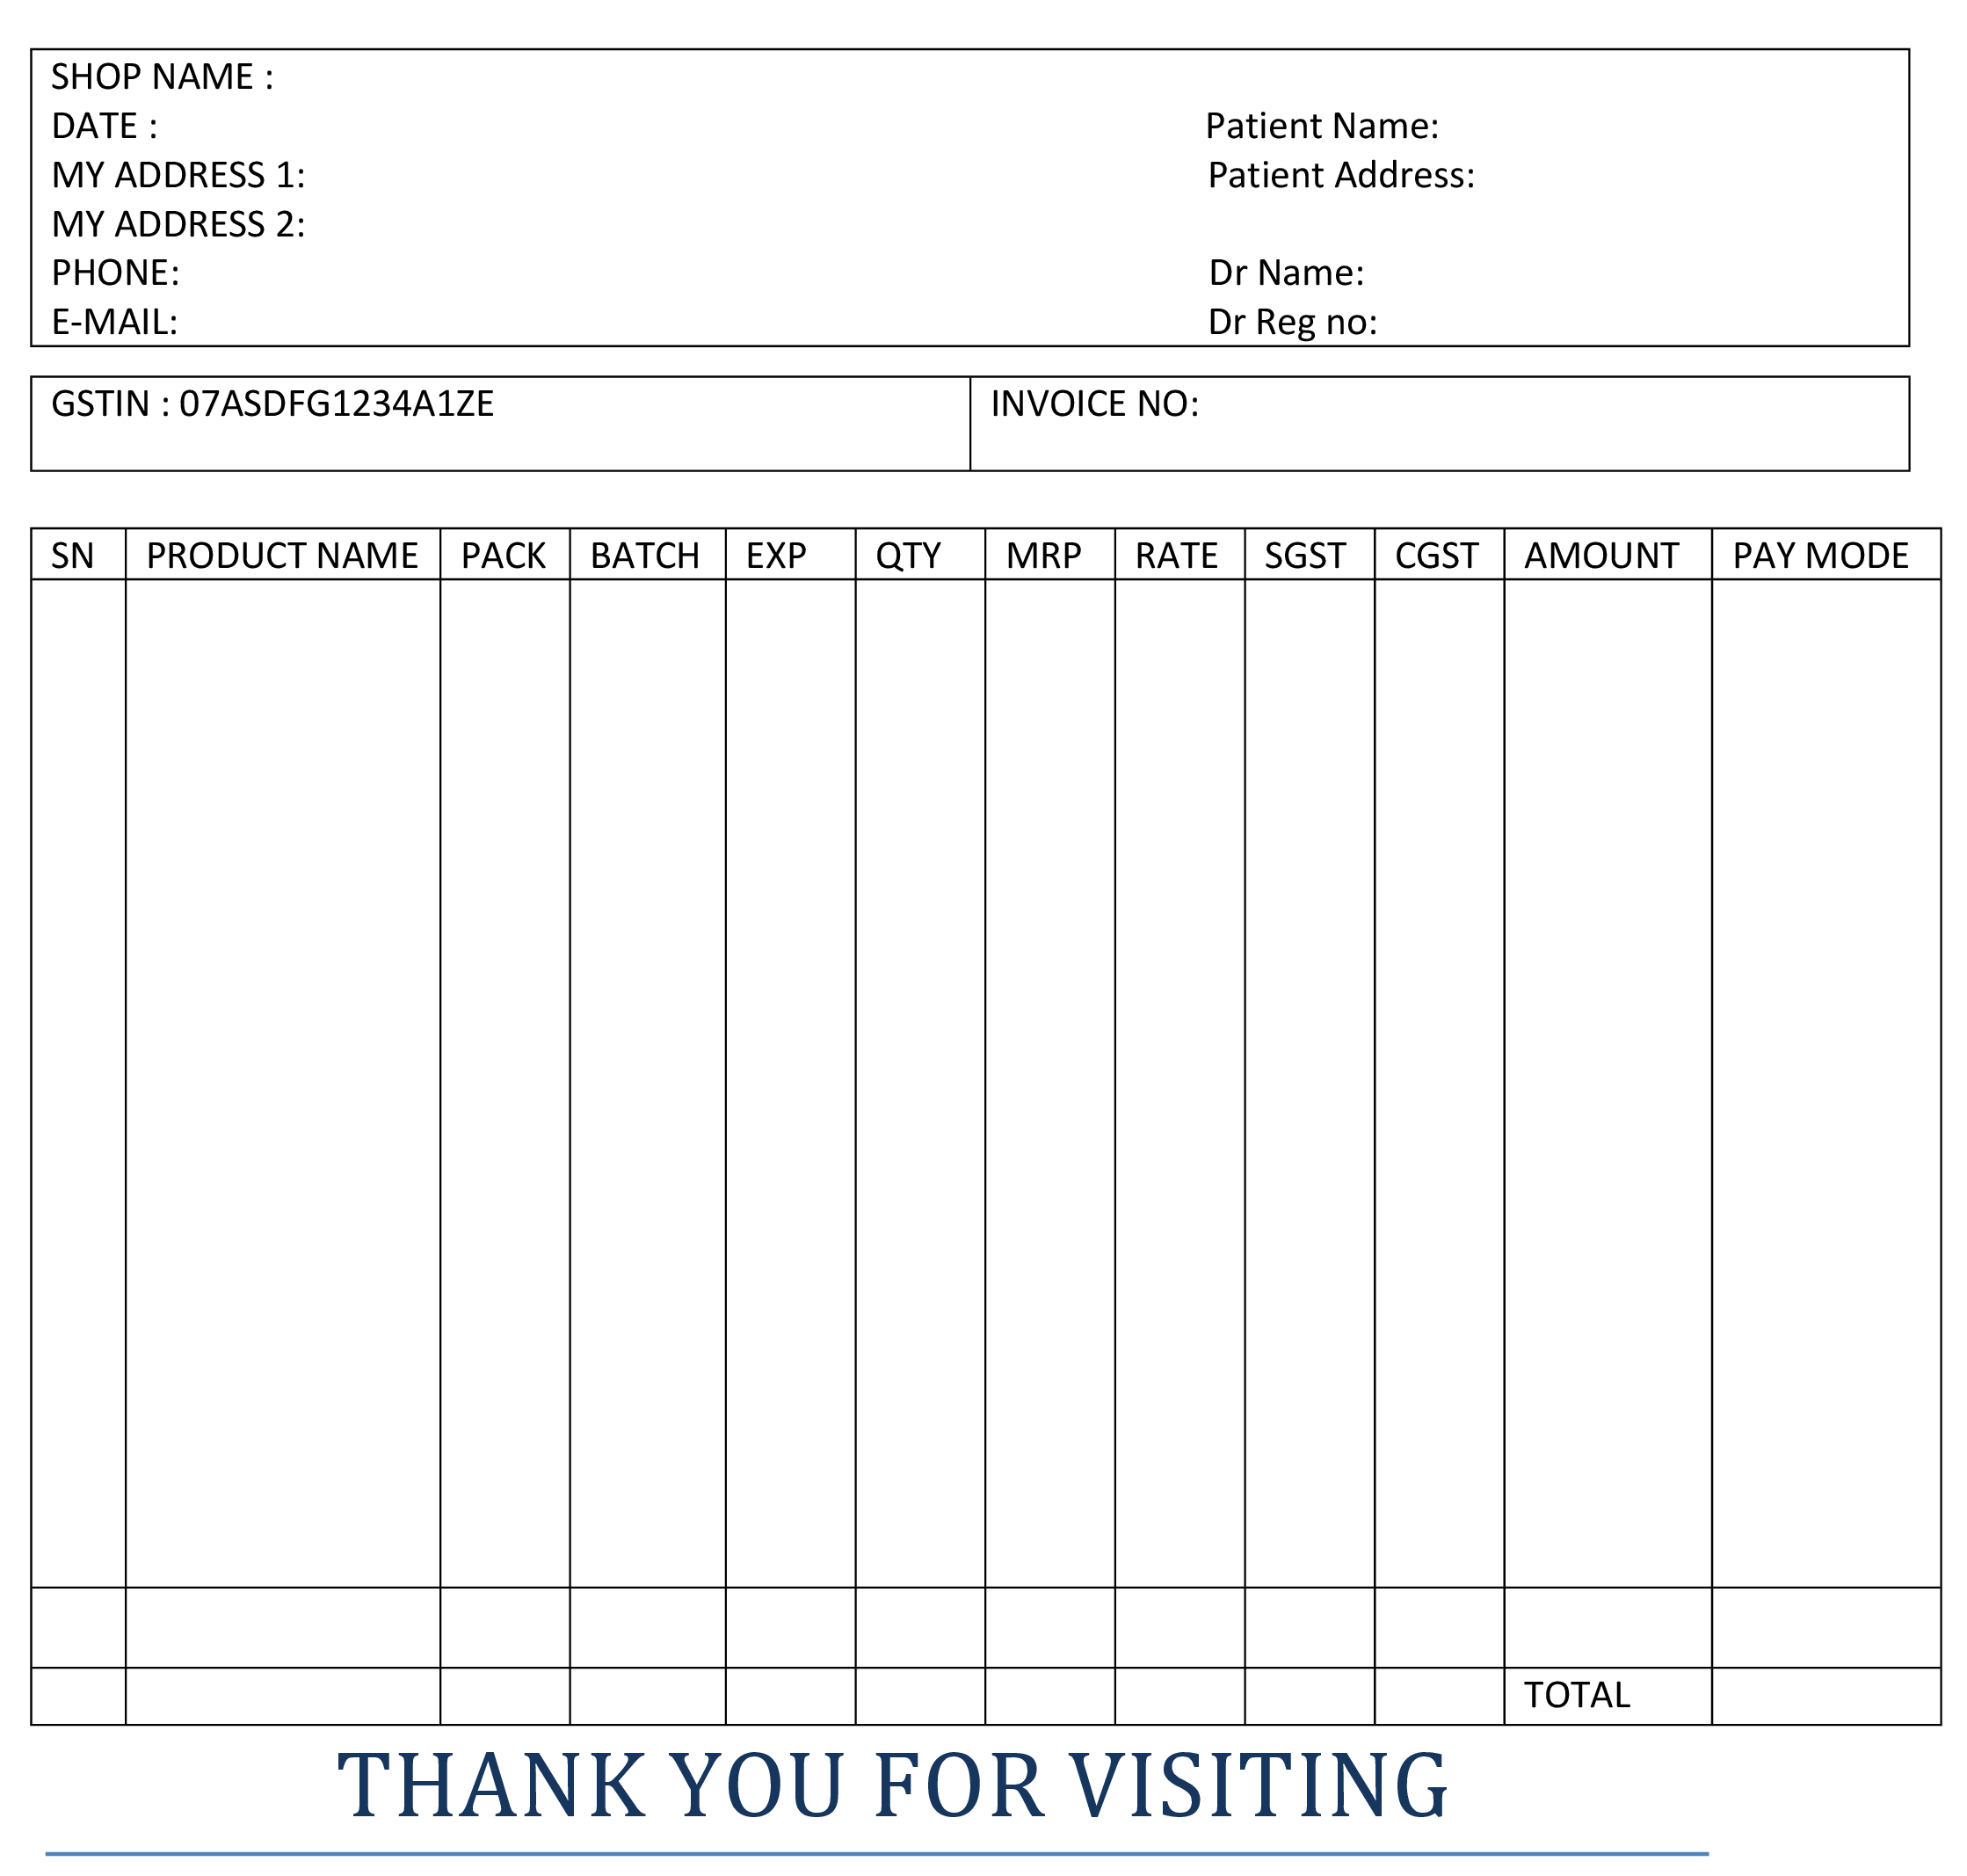 SHOP NAME :
DATE :
Patient Name:
MY ADDRESS 1:
Patient Address:
MY ADDRESS 2:
PHONE:
Dr Name:
E-MAIL:
Dr Reg no:
GSTIN : 07ASDFG1234A1ZE
INVOICE NO:
SN PRODUCT NAME PACK BATCH EXP QTY MRP RATE SGST CGST AMOUNT PAY MODE
TOTAL
THANK YOU FOR VISITING